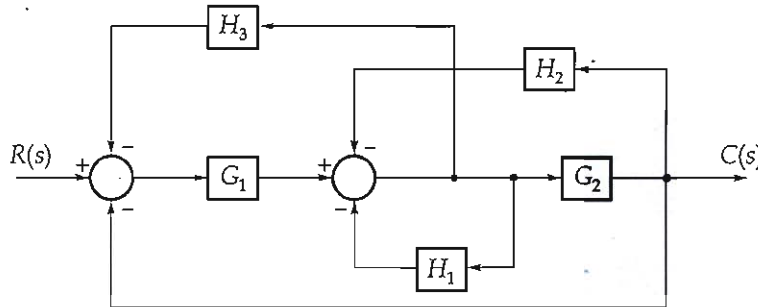 H₃
H₂
R(s)
+
−
−
G₁
+
−
−
G₂
C(s)
H₁